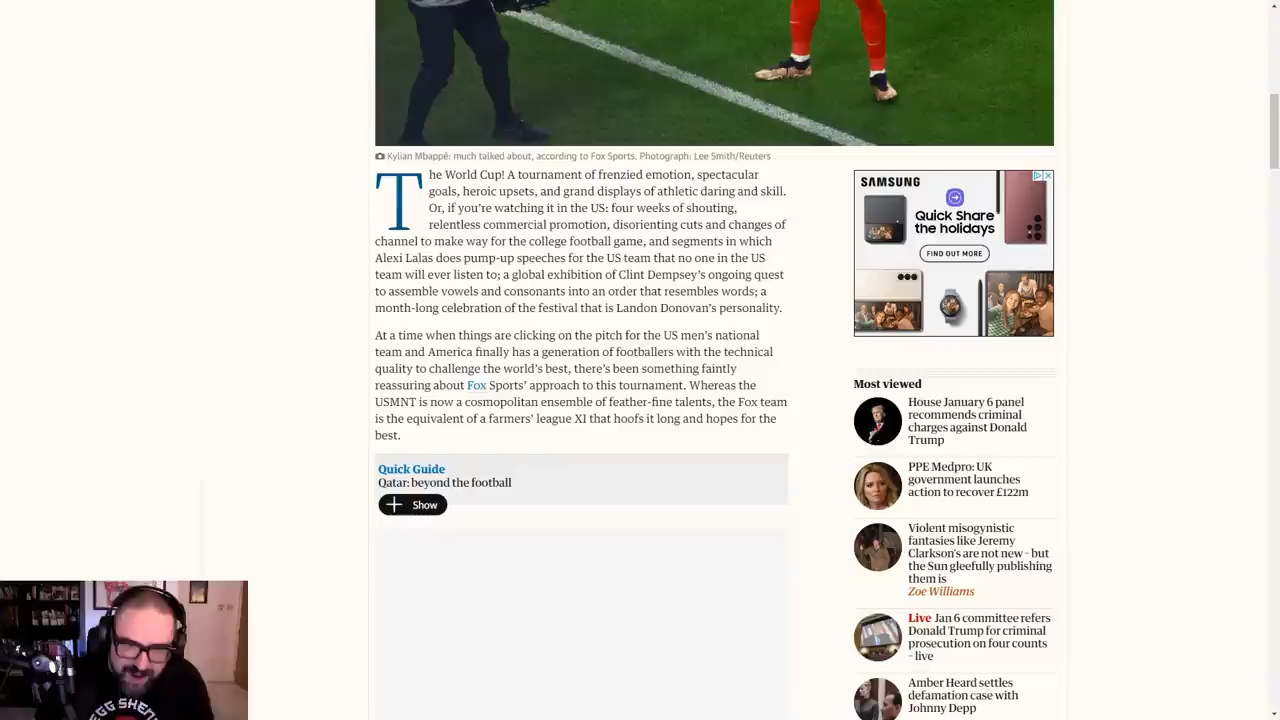 Kylian Mbappé: much talked about, according to Fox Sports. Photograph: Lee Smith/Reuters
The World Cup! A tournament of frenzied emotion, spectacular
goals, heroic upsets, and grand displays of athletic daring and skill.
Or, if you're watching it in the US: four weeks of shouting,
relentless commercial promotion, disorienting cuts and changes of
channel to make way for the college football game, and segments in which
Alexi Lalas does pump-up speeches for the US team that no one in the US
team will ever listen to; a global exhibition of Clint Dempsey's ongoing quest
to assemble vowels and consonants into an order that resembles words; a
month-long celebration of the festival that is Landon Donovan's personality.
At a time when things are clicking on the pitch for the US men's national
team and America finally has a generation of footballers with the technical
quality to challenge the world's best, there's been something faintly
reassuring about Fox Sports' approach to this tournament. Whereas the
USMNT is now a cosmopolitan ensemble of feather-fine talents, the Fox team
is the equivalent of a farmers' league XI that hoofs it long and hopes for the
best.
Quick Guide
Qatar: beyond the football
Show
SAMSUNG
Quick Share
the holidays
FIND OUT MORE
Most viewed
House January 6 panel
recommends criminal
charges against Donald
Trump
PPE Medpro: UK
government launches
action to recover £122m
Violent misogynistic
fantasies like Jeremy
Clarkson's are not new – but
the Sun gleefully publishing
them is
Zoe Williams
Live Jan 6 committee refers
Donald Trump for criminal
prosecution on four counts
– live
Amber Heard settles
defamation case with
Johnny Depp
EGG SHEN